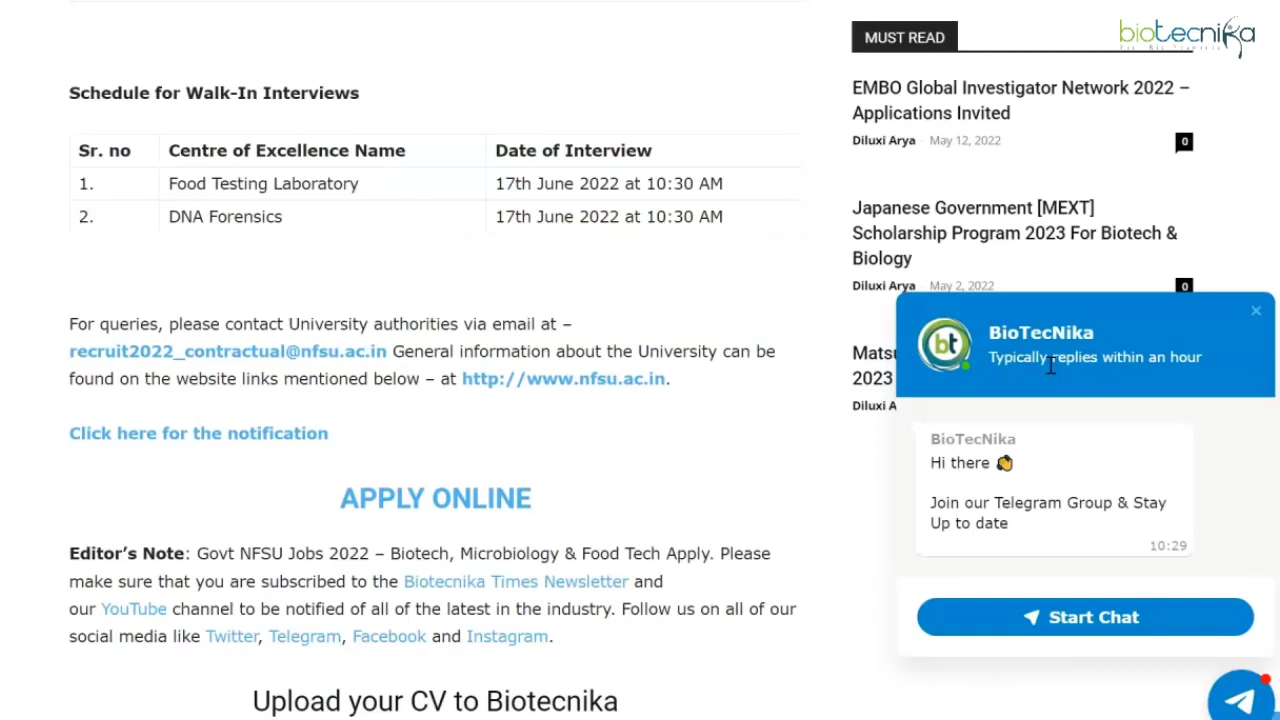 MUST READ
biotecnika
Schedule for Walk-In Interviews
Sr. no Centre of Excellence Name Date of Interview
1. Food Testing Laboratory 17th June 2022 at 10:30 AM
2. DNA Forensics 17th June 2022 at 10:30 AM
For queries, please contact University authorities via email at –
recruit2022_contractual@nfsu.ac.in General information about the University can be
found on the website links mentioned below – at http://www.nfsu.ac.in.
Click here for the notification
APPLY ONLINE
Editor's Note: Govt NFSU Jobs 2022 – Biotech, Microbiology & Food Tech Apply. Please
make sure that you are subscribed to the Biotecnika Times Newsletter and
our YouTube channel to be notified of all of the latest in the industry. Follow us on all of our
social media like Twitter, Telegram, Facebook and Instagram.
Upload your CV to Biotecnika
EMBO Global Investigator Network 2022 –
Applications Invited
Diluxi Arya - May 12, 2022 0
Japanese Government [MEXT]
Scholarship Program 2023 For Biotech &
Biology
Diluxi Arya - May 2, 2022 0
Matsu
2023
Diluxi A
bt
BioTecNika
Typically replies within an hour
BioTecNika
Hi there
Join our Telegram Group & Stay
Up to date
10:29
Start Chat